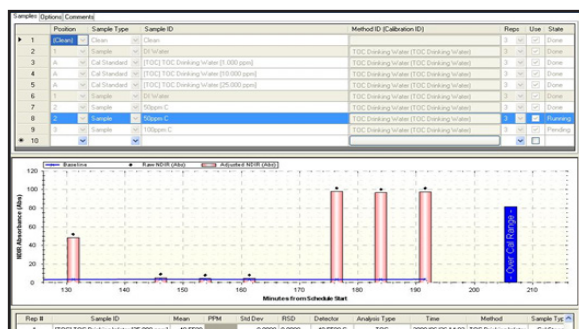 Samples Options Comments
Position Sample Type Sample ID Method ID (Calibration ID) Reps Use State
1 (Clean) Clean Clean 3 Done
2 1 Sample DI Water TOC Drinking Water (TOC Drinking Water) 3 Done
3 A Cal Standard [TOC] TOC Drinking Water [1.000 ppm] TOC Drinking Water (TOC Drinking Water) 3 Done
4 A Cal Standard [TOC] TOC Drinking Water [10.000 ppm] TOC Drinking Water (TOC Drinking Water) 3 Done
5 A Cal Standard [TOC] TOC Drinking Water [25.000 ppm] TOC Drinking Water (TOC Drinking Water) 3 Done
6 1 Sample DI Water TOC Drinking Water (TOC Drinking Water) 3 Done
7 2 Sample 50ppm C TOC Drinking Water (TOC Drinking Water) 3 Done
8 2 Sample 50ppm C TOC Drinking Water (TOC Drinking Water) 3 Running
9 3 Sample 100ppm C TOC Drinking Water (TOC Drinking Water) 3 Pending
* 10
Baseline * Raw NDIR (Abs) Adjusted NDIR (Abs)
NDIR Absorbance (Abs)
120
100
80
60
40
20
0
- Over Cal Range -
130 140 150 160 170 180 190 200 210
Minutes from Schedule Start
Rep # Sample ID Mean PPM Std Dev RSD Detector Analysis Type Time Method Sample Typ